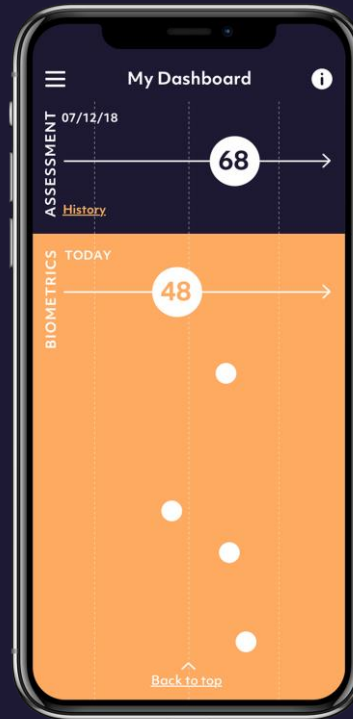 My Dashboard
i
ASSESSMENT
07/12/18
68
History
BIOMETRICS
TODAY
48
Back to top